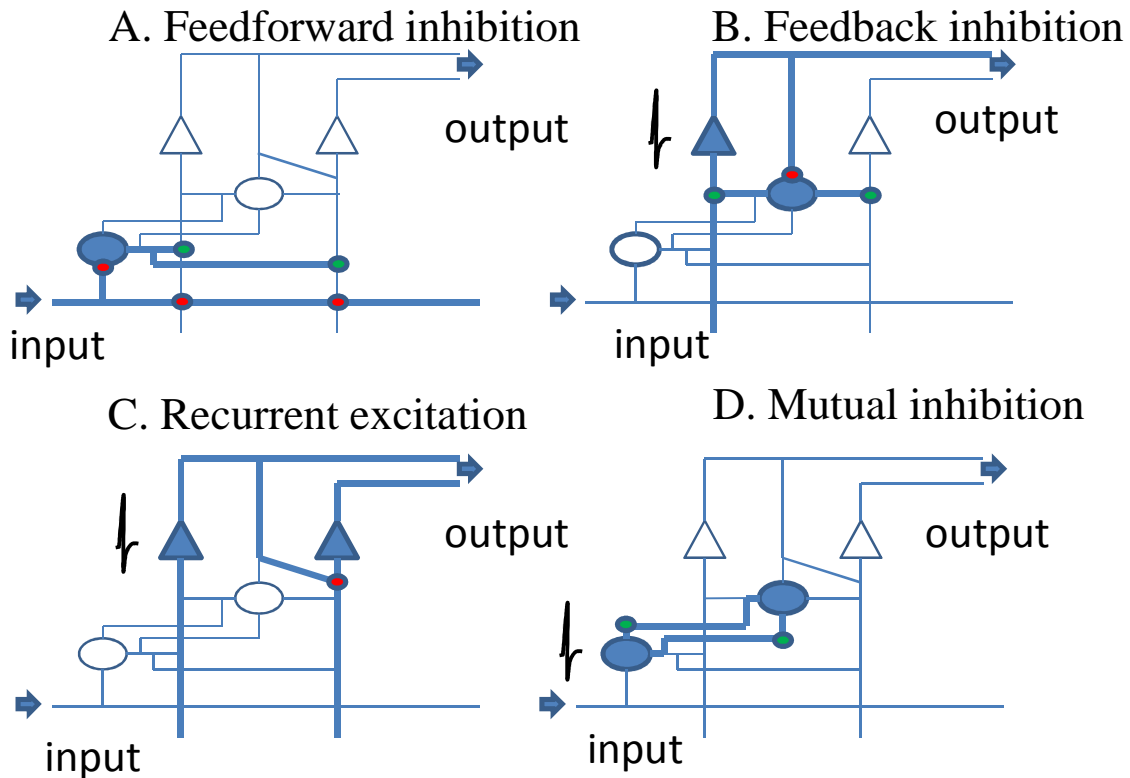 A. Feedforward inhibition
output
input
B. Feedback inhibition
output
input
C. Recurrent excitation
output
input
D. Mutual inhibition
output
input